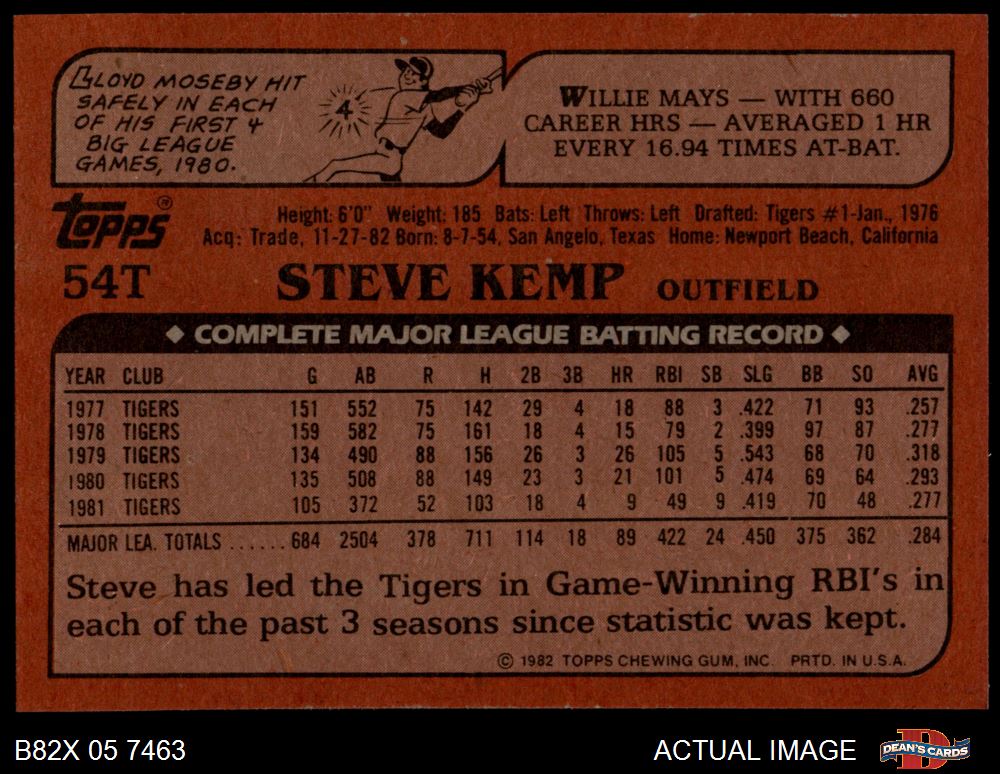 LLOYD MOSEBY HIT
SAFELY IN EACH
OF HIS FIRST 4
BIG LEAGUE
GAMES, 1980.
4
WILLIE MAYS — WITH 660
CAREER HRS — AVERAGED 1 HR
EVERY 16.94 TIMES AT-BAT.
topps®
Height: 6'0" Weight: 185 Bats: Left Throws: Left Drafted: Tigers #1-Jan., 1976
Acq: Trade, 11-27-82 Born: 8-7-54, San Angelo, Texas Home: Newport Beach, California
54T STEVE KEMP OUTFIELD
◆ COMPLETE MAJOR LEAGUE BATTING RECORD ◆
YEAR CLUB G AB R H 2B 3B HR RBI SB SLG BB SO AVG
1977 TIGERS 151 552 75 142 29 4 18 88 3 .422 71 93 .257
1978 TIGERS 159 582 75 161 18 4 15 79 2 .399 97 87 .277
1979 TIGERS 134 490 88 156 26 3 26 105 5 .543 68 70 .318
1980 TIGERS 135 508 88 149 23 3 21 101 5 .474 69 64 .293
1981 TIGERS 105 372 52 103 18 4 9 49 9 .419 70 48 .277
MAJOR LEA. TOTALS ...... 684 2504 378 711 114 18 89 422 24 .450 375 362 .284
Steve has led the Tigers in Game-Winning RBI's in
each of the past 3 seasons since statistic was kept.
© 1982 TOPPS CHEWING GUM, INC. PRTD. IN U.S.A.
B82X 05 7463 ACTUAL IMAGE
B
DEAN'S CARDS